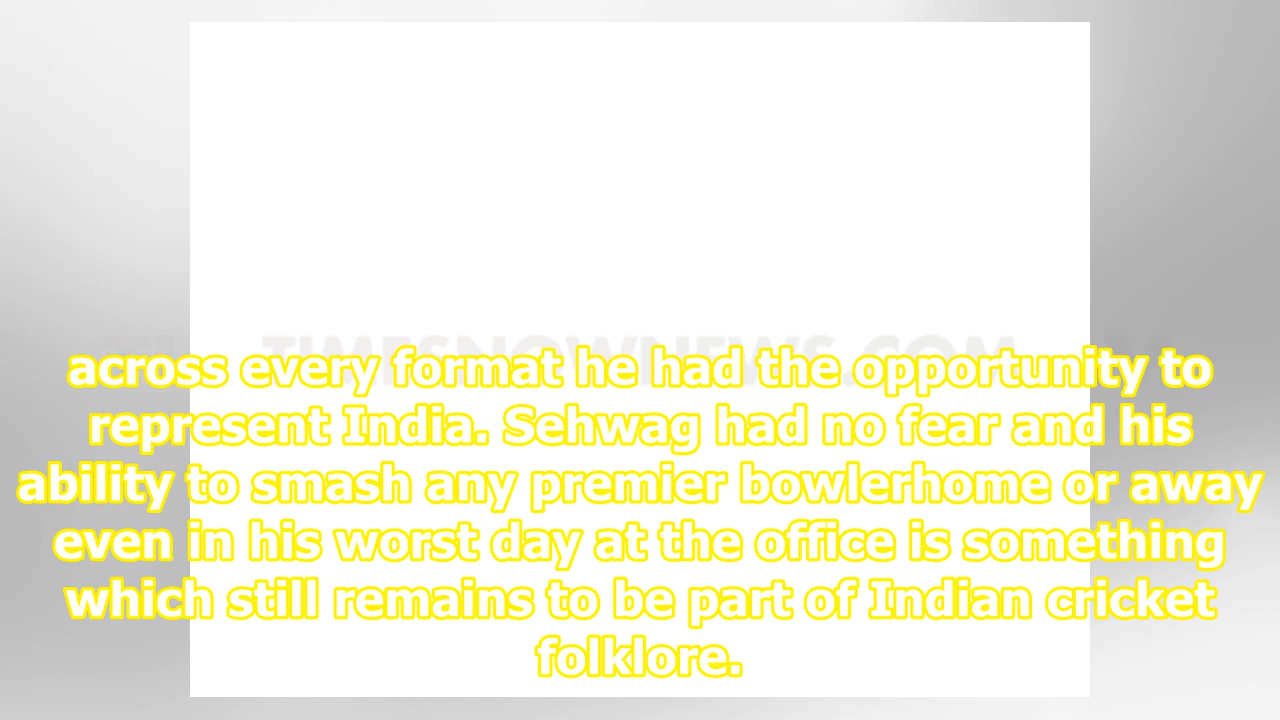 TIMESNOWNEWS.COM
across every format he had the opportunity to
represent India. Sehwag had no fear and his
ability to smash any premier bowlerhome or away
even in his worst day at the office is something
which still remains to be part of Indian cricket
folklore.